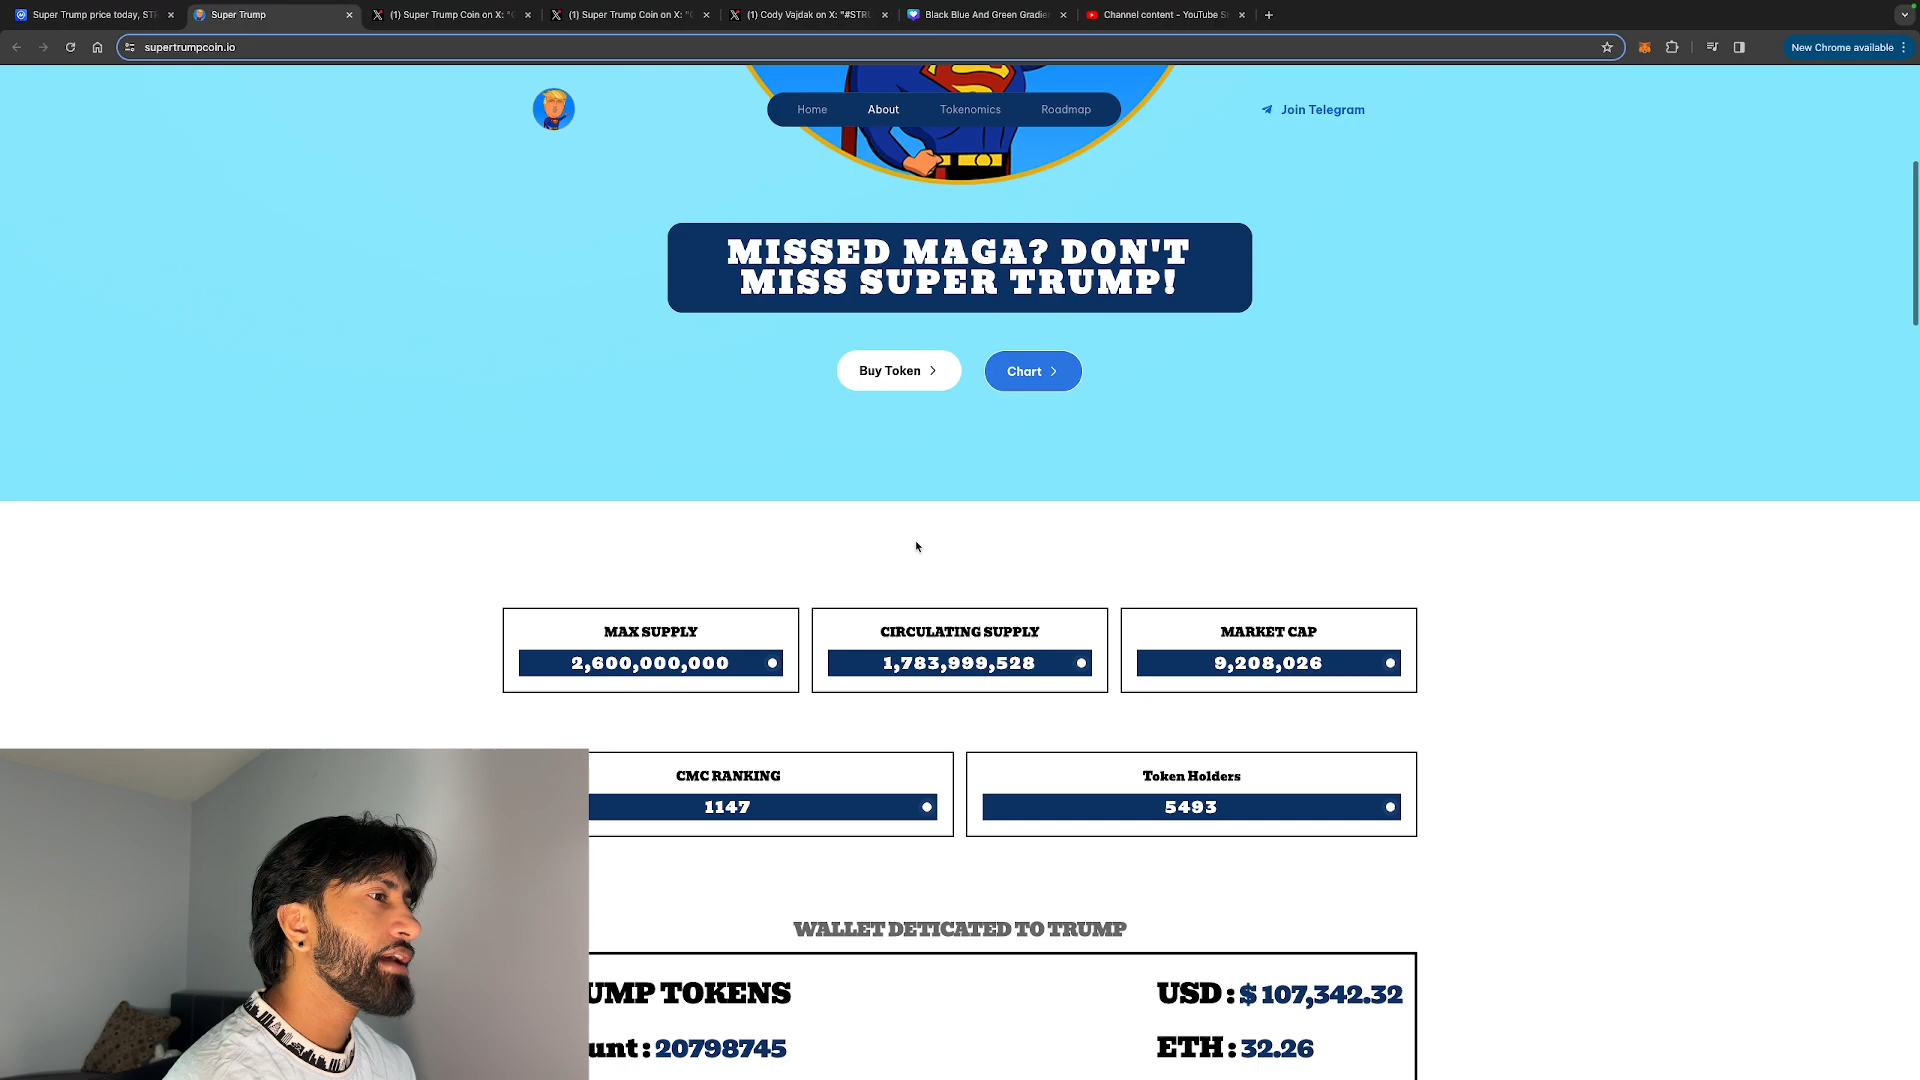 Super Trump price today, STR
Super Trump
(1) Super Trump Coin on X: "
(1) Super Trump Coin on X: "
(1) Cody Vajdak on X: "#STRU
Black Blue And Green Gradie
Channel content - YouTube S
supertrumpcoin.io
New Chrome available
Home
About
Tokenomics
Roadmap
Join Telegram
MISSED MAGA? DON'T
MISS SUPER TRUMP!
Buy Token
Chart
MAX SUPPLY
CIRCULATING SUPPLY
MARKET CAP
2,600,000,000
1,783,999,528
9,208,026
CMC RANKING
Token Holders
1147
5493
WALLET DETICATED TO TRUMP
UMP TOKENS
USD : $ 107,342.32
unt : 20798745
ETH : 32.26